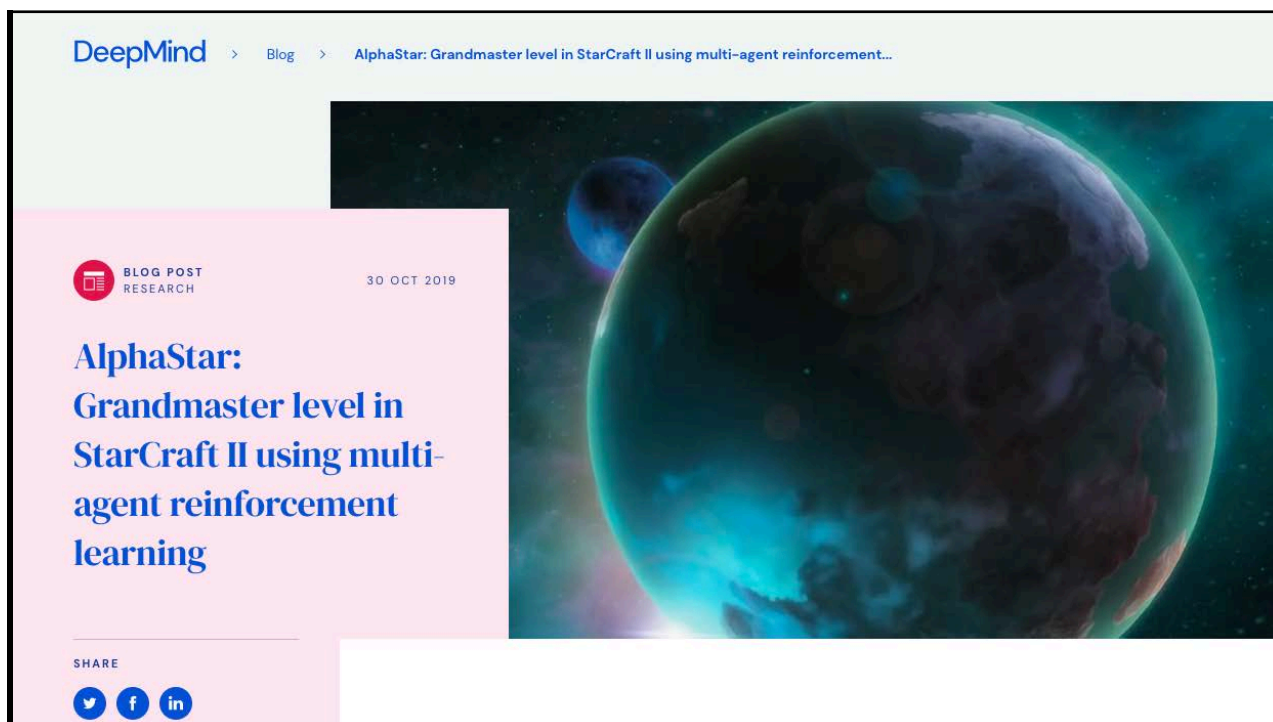 DeepMind > Blog > AlphaStar: Grandmaster level in StarCraft II using multi-agent reinforcement...
BLOG POST
RESEARCH
30 OCT 2019
AlphaStar:
Grandmaster level in
StarCraft II using multi-
agent reinforcement
learning
SHARE